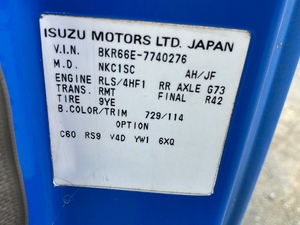 ISUZU MOTORS LTD. JAPAN
V.I.N. BKR66E-7740276
M.D. NKC1SC AH/JF
ENGINE RLS/4HF1 RR AXLE G73
TRANS. RMT FINAL R42
TIRE 9YE
B.COLOR/TRIM 729/114
OPTION
C60 RS9 V4D YW1 6XQ